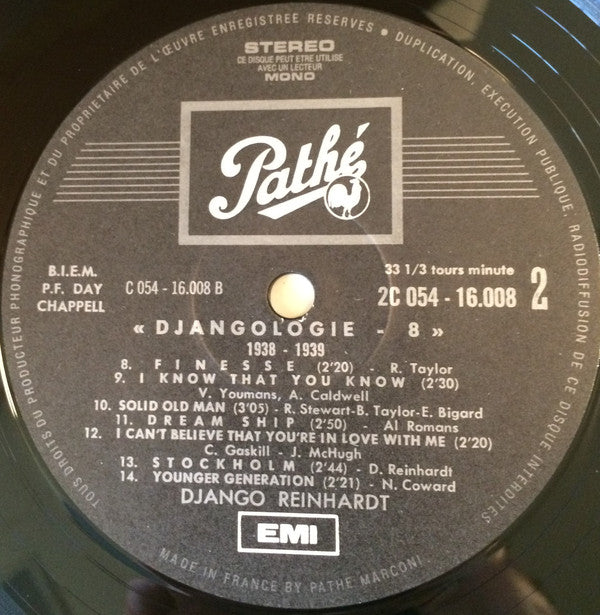 TOUS DROITS DU PRODUCTEUR PHONOGRAPHIQUE ET DU PROPRIETAIRE DE L'ŒUVRE ENREGISTREE RESERVES • DUPLICATION, EXECUTION PUBLIQUE, RADIODIFFUSION DE CE DISQUE INTERDITES
STEREO
CE DISQUE PEUT ETRE UTILISE
AVEC UN LECTEUR
MONO
Pathé
B.I.E.M.
P.F. DAY
CHAPPELL
C 054 - 16.008 B
33 1/3 tours minute
2C 054 - 16.008 2
« DJANGOLOGIE - 8 »
1938 - 1939
8. FINESSE (2'20) - R. Taylor
9. I KNOW THAT YOU KNOW (2'30)
V. Youmans, A. Caldwell
10. SOLID OLD MAN (3'05) - R. Stewart-B. Taylor-E. Bigard
11. DREAM SHIP (2'50) - Al Romans
12. I CAN'T BELIEVE THAT YOU'RE IN LOVE WITH ME (2'20)
C. Gaskill - J. McHugh
13. STOCKHOLM (2'44) - D. Reinhardt
14. YOUNGER GENERATION (2'21) - N. Coward
DJANGO REINHARDT
EMI
MADE IN FRANCE BY PATHE MARCONI